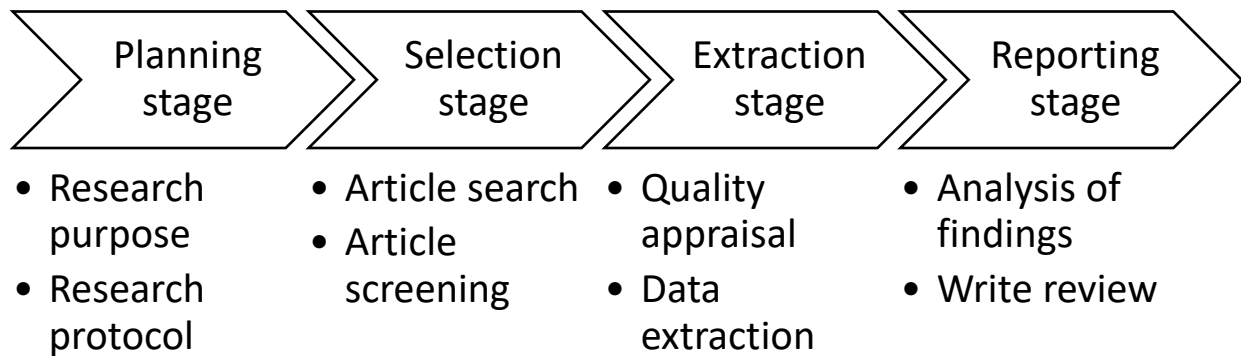 Planning
stage
Selection
stage
Extraction
stage
Reporting
stage
• Research
purpose
• Research
protocol
• Article search
• Article
screening
• Quality
appraisal
• Data
extraction
• Analysis of
findings
• Write review